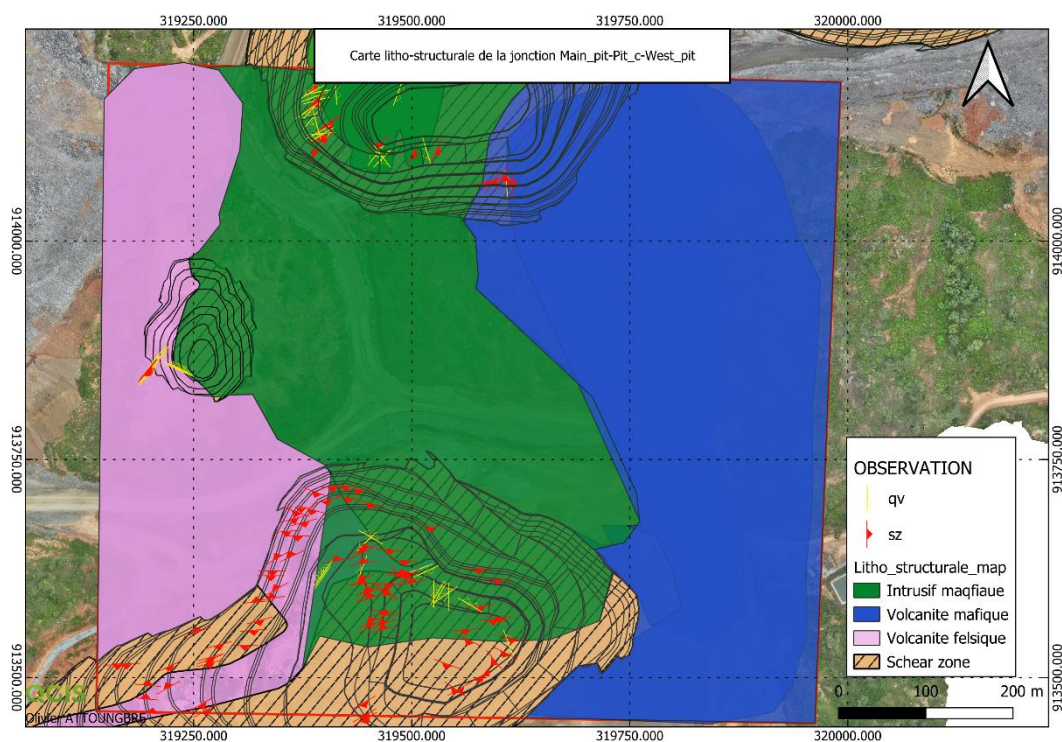 319250.000 319500.000 319750.000 320000.000
Carte litho-structurale de la jonction Main_pit-Pit_c-West_pit
914000.000 914000.000
913750.000 913750.000
913500.000 913500.000
OBSERVATION
qv
sz
Litho_structurale_map
Intrusif maqfiaue
Volcanite mafique
Volcanite felsique
Schear zone
0 100 200 m
Olivier ATTOUNGBRE
319250.000 319500.000 319750.000 320000.000